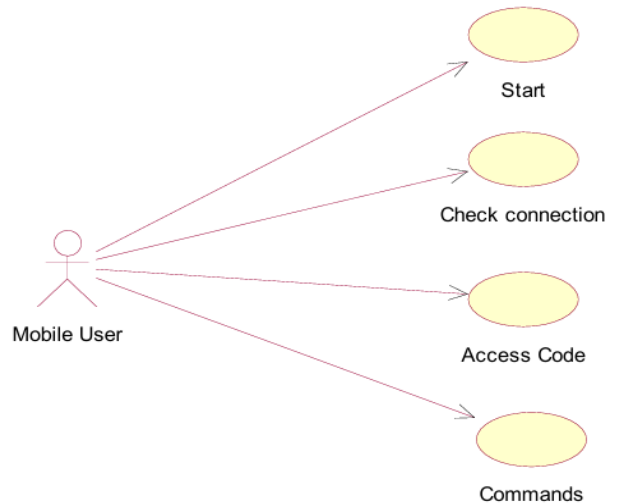 Start
Check connection
Mobile User
Access Code
Commands